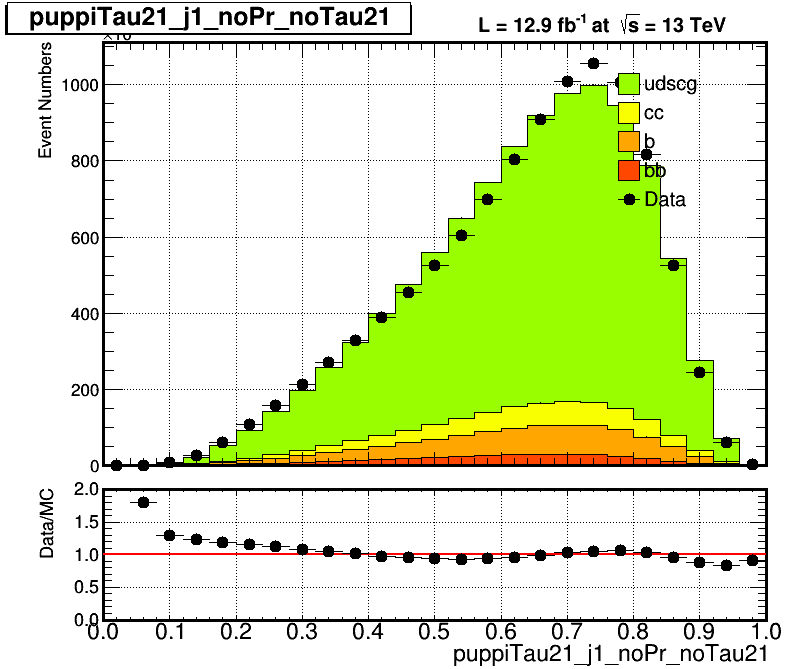 puppiTau21_j1_noPr_noTau21
L = 12.9 fb⁻¹ at √s = 13 TeV
Event Numbers
1000
800
600
400
200
0
udscg
cc
b
bb
Data
Data/MC
2.0
1.5
1.0
0.5
0.0
0.0 0.1 0.2 0.3 0.4 0.5 0.6 0.7 0.8 0.9 1.0
puppiTau21_j1_noPr_noTau21